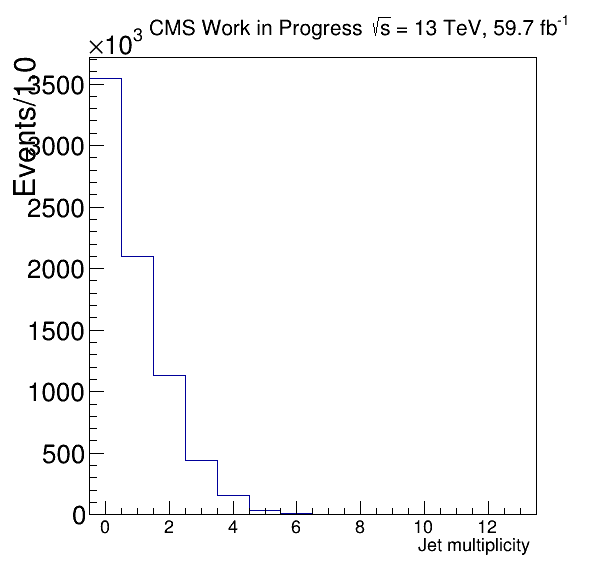 ×10³ CMS Work in Progress √s = 13 TeV, 59.7 fb⁻¹
Events/1.0
3500
3000
2500
2000
1500
1000
500
0
0 2 4 6 8 10 12
Jet multiplicity